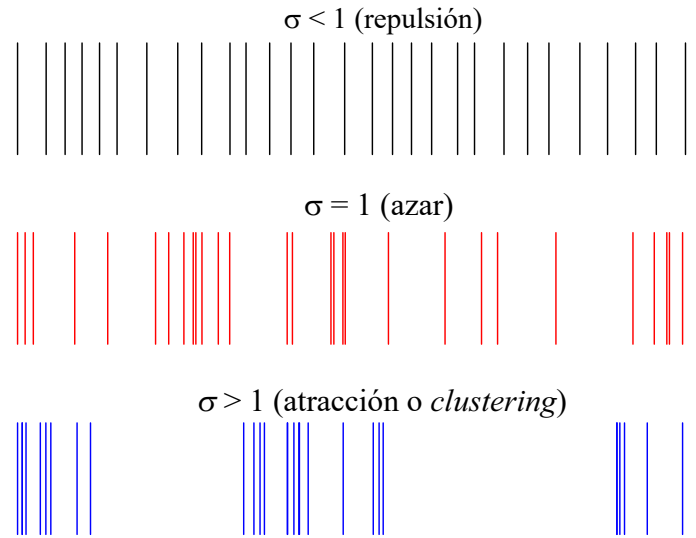 σ < 1 (repulsión)
σ = 1 (azar)
σ > 1 (atracción o clustering)